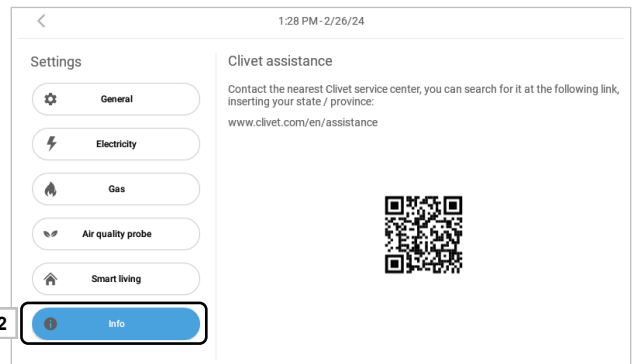 1:28 PM - 2/26/24
Settings
General
Electricity
Gas
Air quality probe
Smart living
2
Info
Clivet assistance
Contact the nearest Clivet service center, you can search for it at the following link,
inserting your state / province:
www.clivet.com/en/assistance